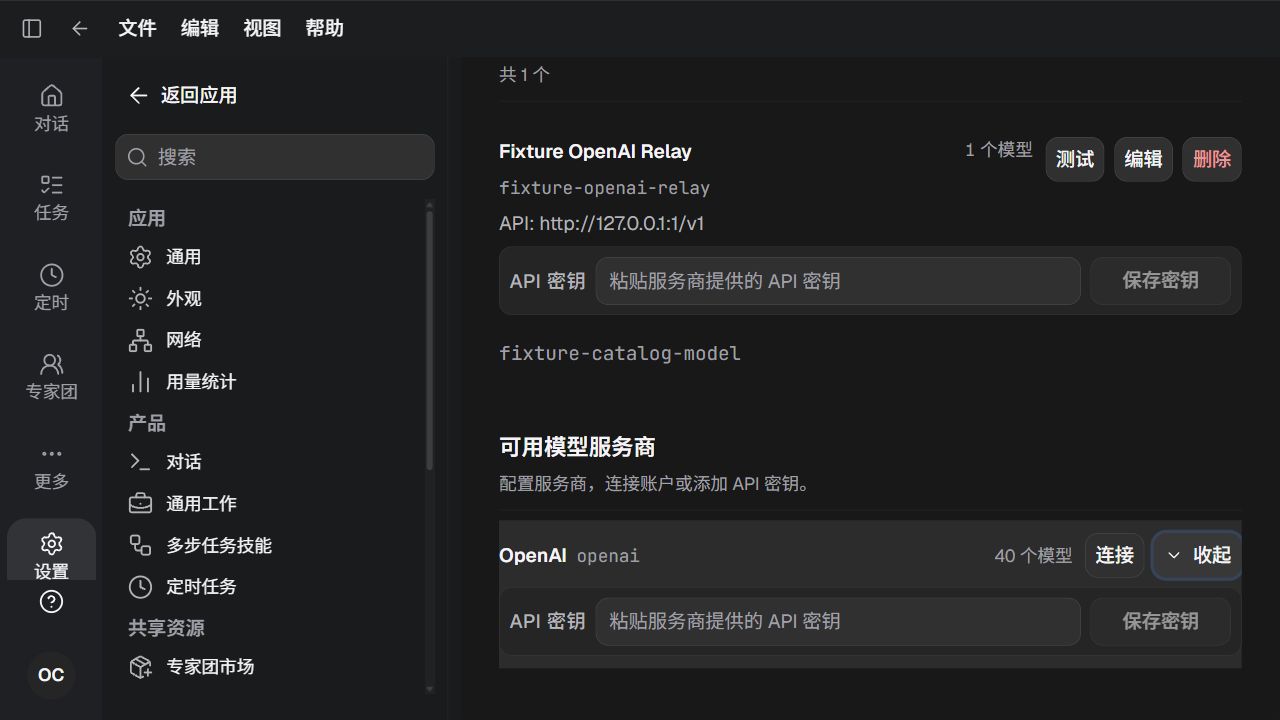 文件 编辑 视图 帮助
对话
任务
定时
专家团
更多
设置
OC
返回应用
搜索
应用
通用
外观
网络
用量统计
产品
对话
通用工作
多步任务技能
定时任务
共享资源
专家团市场
共 1 个
Fixture OpenAI Relay 1 个模型 测试 编辑 删除
fixture-openai-relay
API: http://127.0.0.1:1/v1
API 密钥 粘贴服务商提供的 API 密钥 保存密钥
fixture-catalog-model
可用模型服务商
配置服务商，连接账户或添加 API 密钥。
OpenAI openai 40 个模型 连接 收起
API 密钥 粘贴服务商提供的 API 密钥 保存密钥